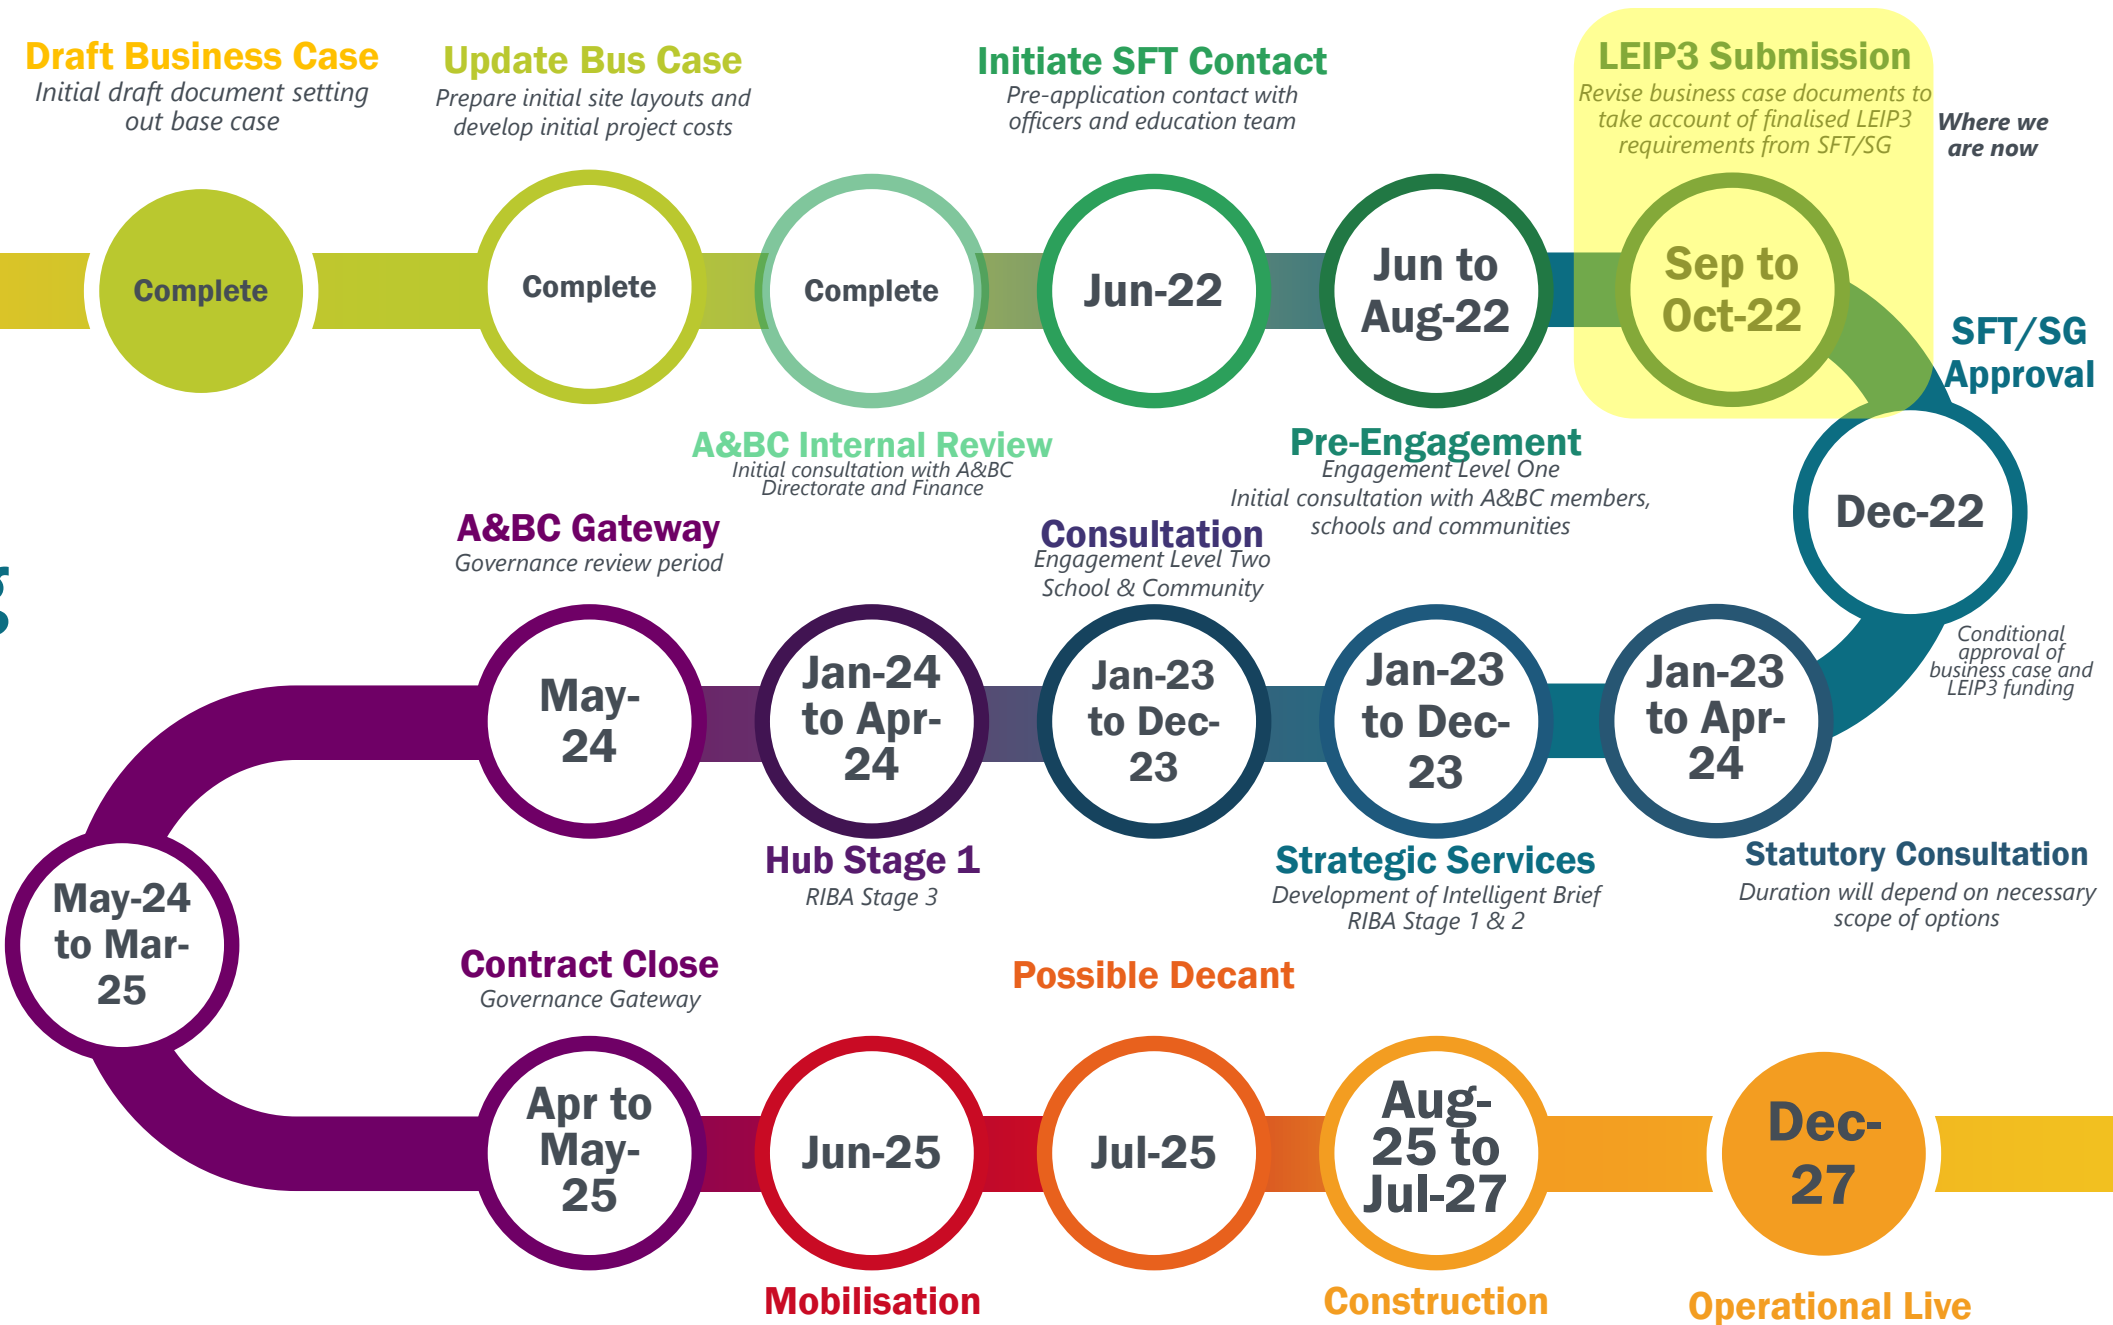 Draft Business Case
Initial draft document setting
out base case
Complete
Update Bus Case
Prepare initial site layouts and
develop initial project costs
Complete
Complete
A&BC Internal Review
Initial consultation with A&BC
Directorate and Finance
Initiate SFT Contact
Pre-application contact with
officers and education team
Jun-22
Jun to
Aug-22
Pre-Engagement
Engagement Level One
Initial consultation with A&BC members,
schools and communities
LEIP3 Submission
Revise business case documents to
take account of finalised LEIP3
requirements from SFT/SG
Sep to
Oct-22
Where we
are now
SFT/SG
Approval
Dec-22
Conditional
approval of
business case and
LEIP3 funding
Jan-23
to Apr-
24
Statutory Consultation
Duration will depend on necessary
scope of options
Jan-23
to Dec-
23
Strategic Services
Development of Intelligent Brief
RIBA Stage 1 & 2
Consultation
Engagement Level Two
School & Community
Jan-23
to Dec-
23
Jan-24
to Apr-
24
Hub Stage 1
RIBA Stage 3
A&BC Gateway
Governance review period
May-
24
g
May-24
to Mar-
25
Contract Close
Governance Gateway
Apr to
May-
25
Jun-25
Mobilisation
Possible Decant
Jul-25
Aug-
25 to
Jul-27
Construction
Dec-
27
Operational Live